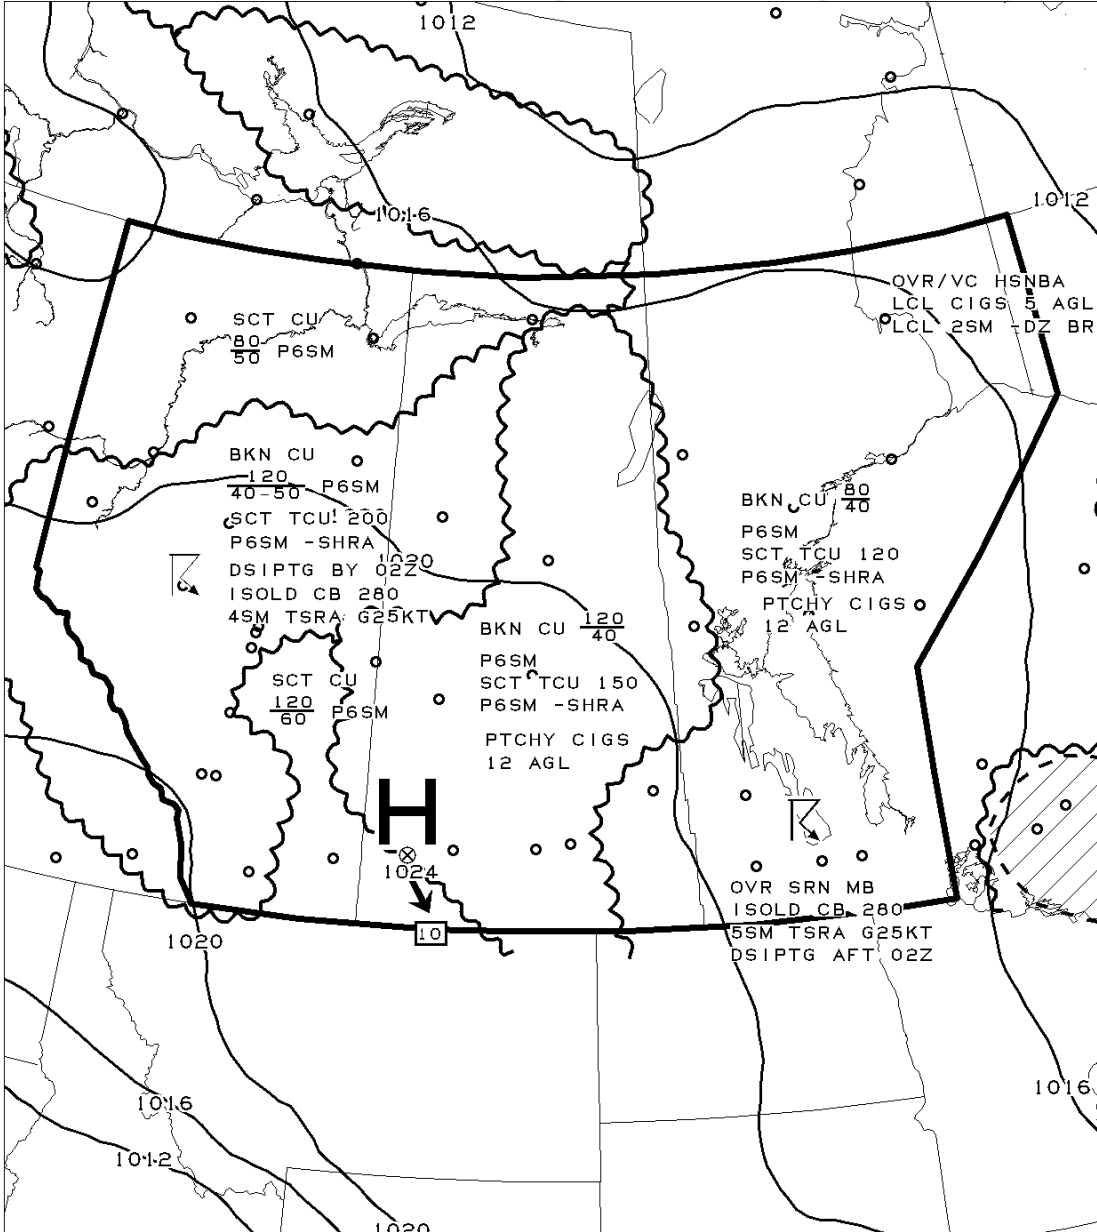 1012
1016
1012
OVR/VC HSNBA
LCL CIGS 5 AGL
LCL 2SM -DZ BR
SCT CU
80
50 P6SM
BKN CU
120
40-50 P6SM
SCT TCU 200
P6SM -SHRA
1020
DSIPTG BY 02Z
ISOLD CB 280
4SM TSRA G25KT
BKN CU 80
40
P6SM
SCT TCU 120
P6SM -SHRA
PTCHY CIGS
12 AGL
BKN CU 120
40
P6SM
SCT TCU 150
P6SM -SHRA
PTCHY CIGS
12 AGL
SCT CU
120
60 P6SM
H
1024
10
OVR SRN MB
ISOLD CB 280
5SM TSRA G25KT
DSIPTG AFT 02Z
1020
1016
1016
1012
1020